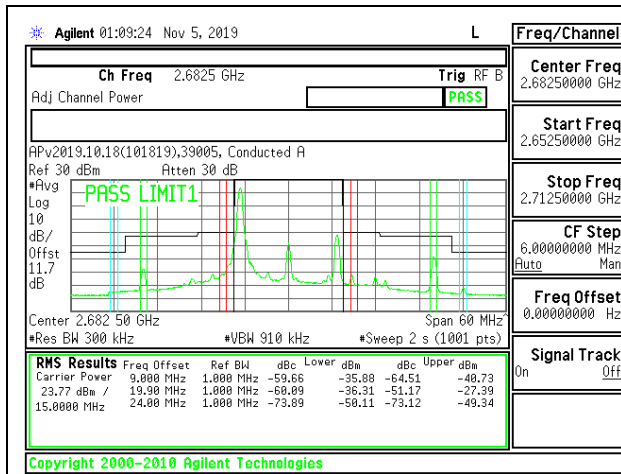 Agilent 01:09:24 Nov 5, 2019 L
Ch Freq 2.6825 GHz Trig RF B
Adj Channel Power PASS
APv2019.10.18(101819),39005, Conducted A
Ref 30 dBm Atten 30 dB
#Avg
Log
10
dB/
Offst
11.7
dB
PASS LIMIT1
Center 2.682 50 GHz Span 60 MHz^
#Res BW 300 kHz #VBW 910 kHz #Sweep 2 s (1001 pts)
RMS Results Freq Offset Ref BW dBc Lower dBm dBc Upper dBm
Carrier Power 9.000 MHz 1.000 MHz -59.66 -35.88 -64.51 -40.73
23.77 dBm / 19.90 MHz 1.000 MHz -60.09 -36.31 -51.17 -27.39
15.0000 MHz 24.00 MHz 1.000 MHz -73.89 -50.11 -73.12 -49.34
Copyright 2000-2010 Agilent Technologies
Freq/Channel
Center Freq
2.68250000 GHz
Start Freq
2.65250000 GHz
Stop Freq
2.71250000 GHz
CF Step
6.00000000 MHz
Auto Man
Freq Offset
0.00000000 Hz
Signal Track
On Off